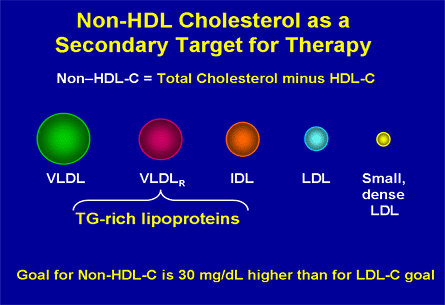 Non-HDL Cholesterol as a
Secondary Target for Therapy
Non–HDL-C = Total Cholesterol minus HDL-C
VLDL
VLDLR
IDL
LDL
Small,
dense
LDL
TG-rich lipoproteins
Goal for Non-HDL-C is 30 mg/dL higher than for LDL-C goal